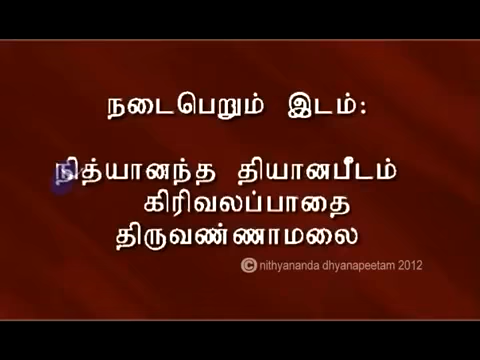 நடைபெறும் இடம்:
நித்யானந்த தியானபீடம்
கிரிவலப்பாதை
திருவண்ணாமலை
© nithyananda dhyanapeetam 2012